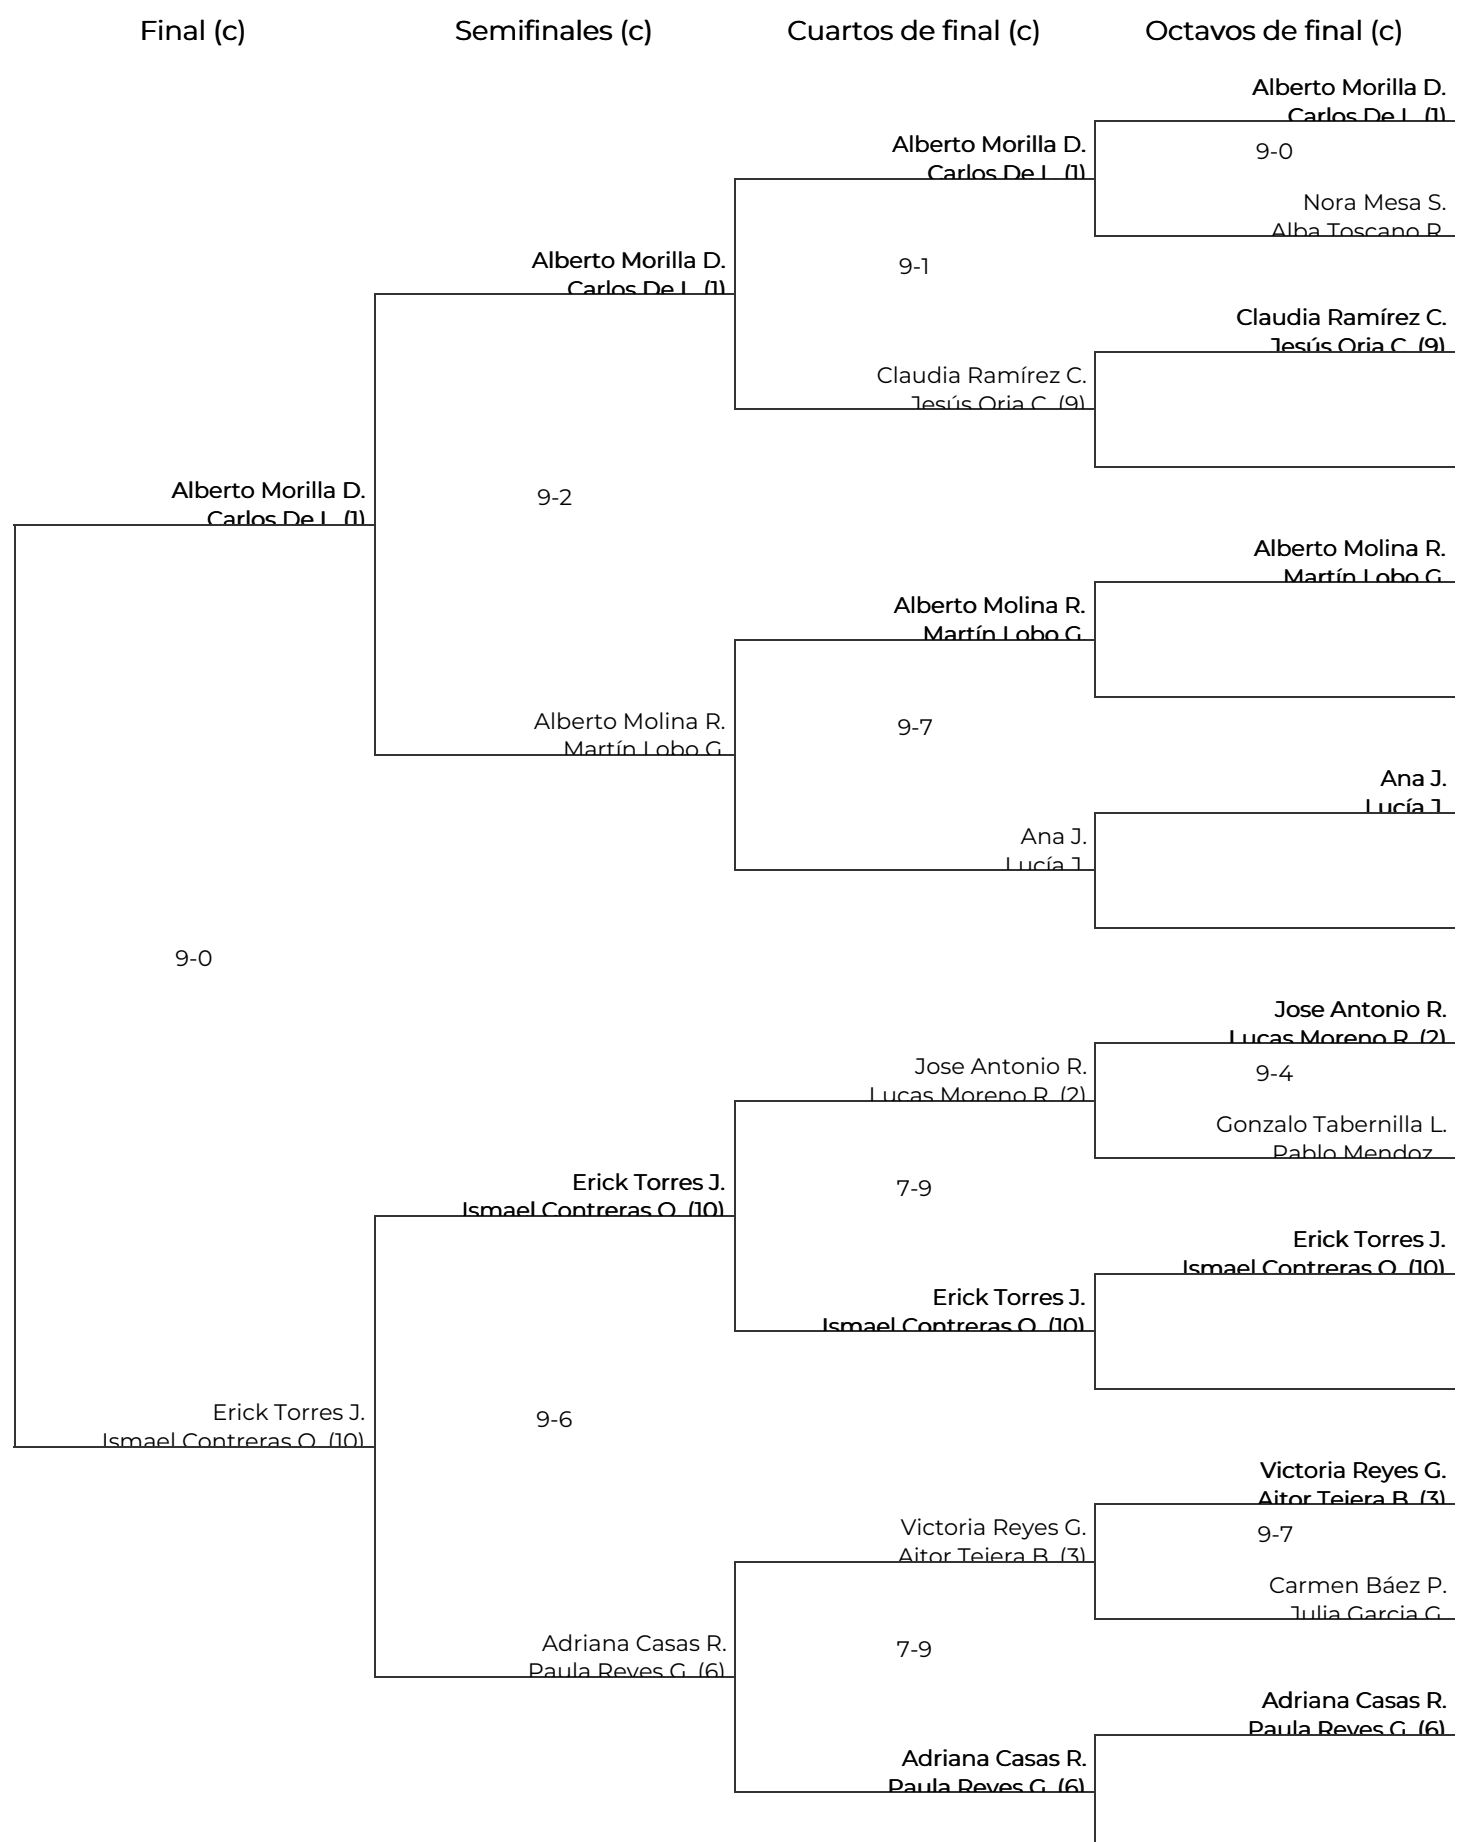 Final (c)
Semifinales (c)
Cuartos de final (c)
Octavos de final (c)
Alberto Morilla D.
Carlos De L. (1)
9-0
Nora Mesa S.
Alba Toscano R.
Alberto Morilla D.
Carlos De L. (1)
9-1
Claudia Ramírez C.
Jesús Oria C. (9)
Claudia Ramírez C.
Jesús Oria C. (9)
Alberto Morilla D.
Carlos De L. (1)
9-2
Alberto Molina R.
Martín Lobo G.
Alberto Molina R.
Martín Lobo G.
Alberto Molina R.
Martín Lobo G.
9-7
Ana J.
Lucía J.
Ana J.
Lucía J.
Alberto Morilla D.
Carlos De L. (1)
9-0
Erick Torres J.
Ismael Contreras O. (10)
Jose Antonio R.
Lucas Moreno R. (2)
9-4
Gonzalo Tabernilla L.
Pablo Mendoz...
Jose Antonio R.
Lucas Moreno R. (2)
7-9
Erick Torres J.
Ismael Contreras O. (10)
Erick Torres J.
Ismael Contreras O. (10)
Erick Torres J.
Ismael Contreras O. (10)
9-6
Adriana Casas R.
Paula Reyes G. (6)
Victoria Reyes G.
Aitor Tejera B. (3)
9-7
Carmen Báez P.
Julia Garcia G.
Victoria Reyes G.
Aitor Tejera B. (3)
7-9
Adriana Casas R.
Paula Reyes G. (6)
Adriana Casas R.
Paula Reyes G. (6)